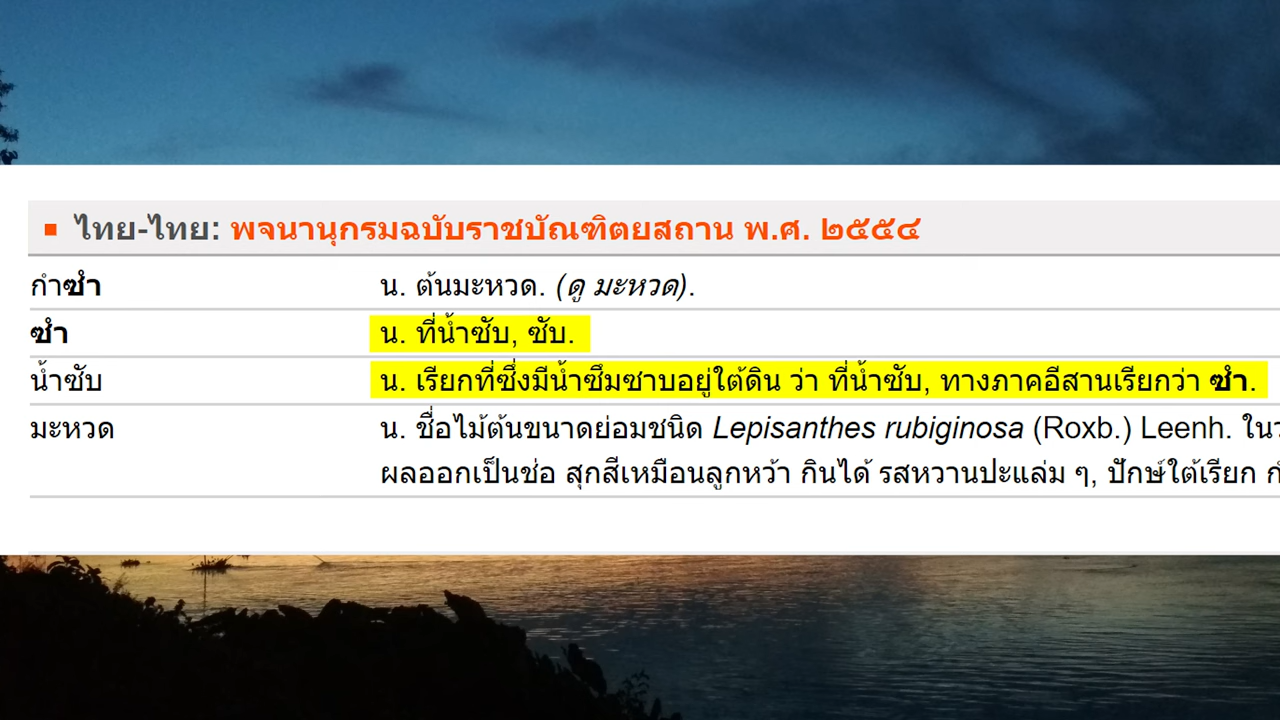 ไทย-ไทย: พจนานุกรมฉบับราชบัณฑิตยสถาน พ.ศ. ๒๕๕๔
กำซำ น. ต้นมะหวด. (ดู มะหวด).
ซำ น. ที่น้ำซับ, ซับ.
น้ำซับ น. เรียกที่ซึ่งมีน้ำซึมซาบอยู่ใต้ดิน ว่า ที่น้ำซับ, ทางภาคอีสานเรียกว่า ซำ.
มะหวด น. ชื่อไม้ต้นขนาดย่อมชนิด Lepisanthes rubiginosa (Roxb.) Leenh.
ผลออกเป็นช่อ สุกสีเหมือนลูกหว้า กินได้ รสหวานปะแล่ม ๆ, ปักษ์ใต้เรียก